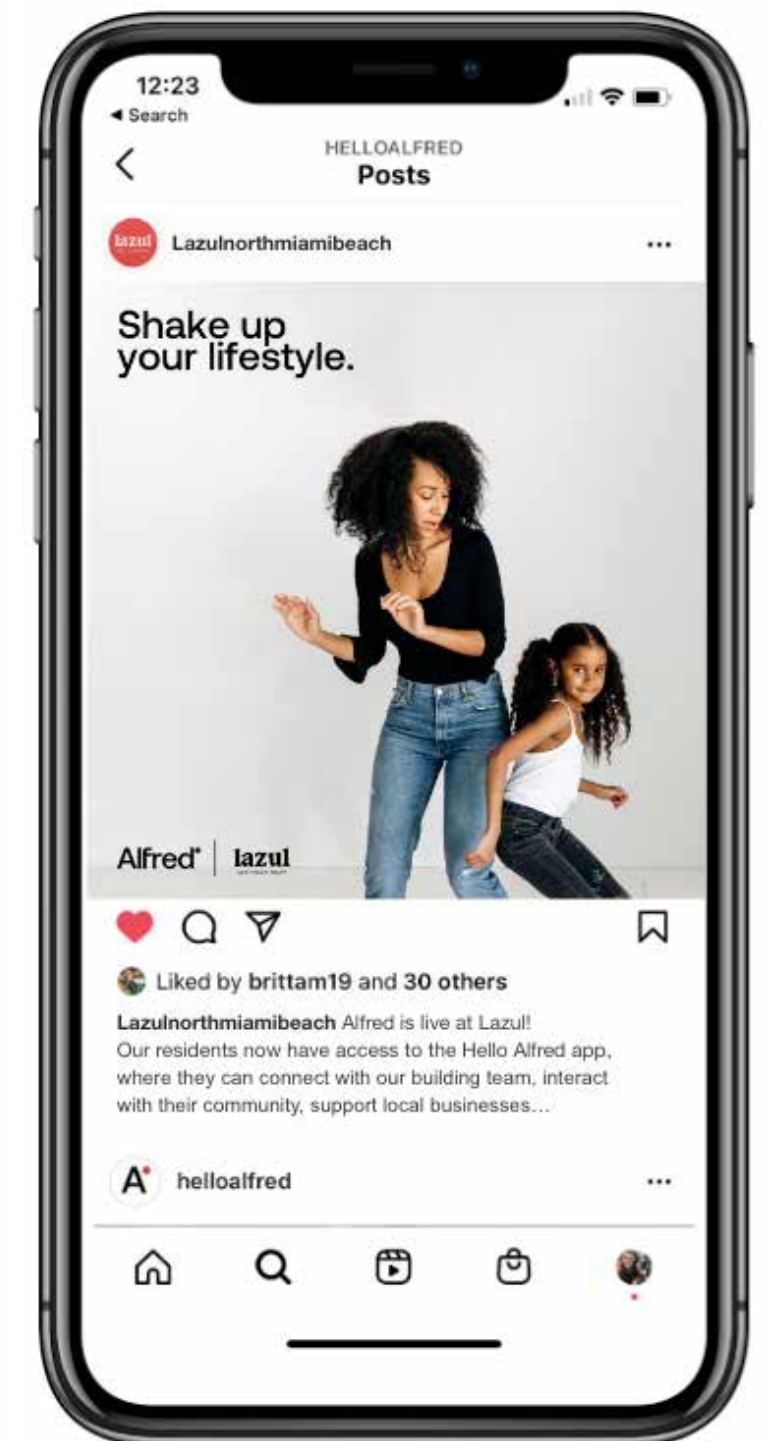 12:23
Search
HELLOALFRED
Posts
lazul
Lazulnorthmiamibeach
Shake up
your lifestyle.
Alfred
lazul
Liked by brittam19 and 30 others
Lazulnorthmiamibeach Alfred is live at Lazul!
Our residents now have access to the Hello Alfred app,
where they can connect with our building team, interact
with their community, support local businesses...
A
helloalfred